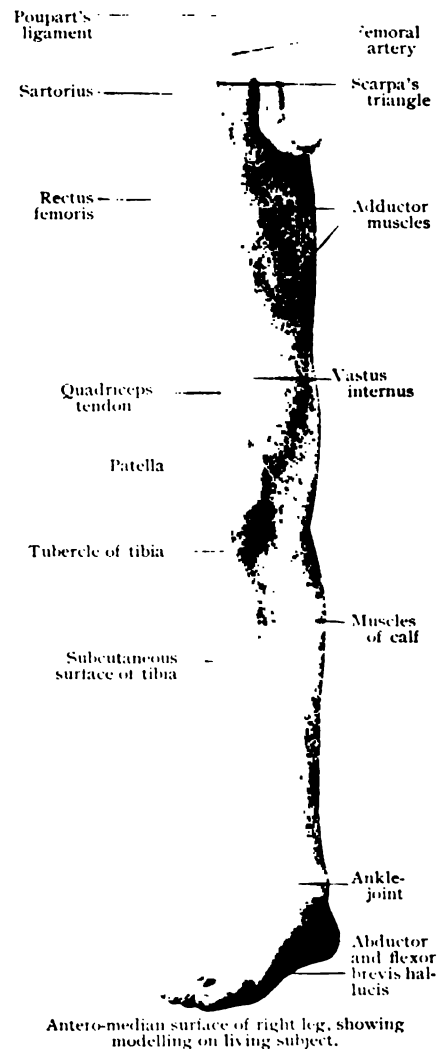 Poupart's
ligament
Femoral
artery
Sartorius
Scarpa's
triangle
Rectus
femoris
Adductor
muscles
Vastus
internus
Quadriceps
tendon
Patella
Tubercle of tibia
Muscles
of calf
Subcutaneous
surface of tibia
Ankle-
joint
Abductor
and flexor
brevis hal-
lucis
Antero-median surface of right leg, showing
modelling on living subject.